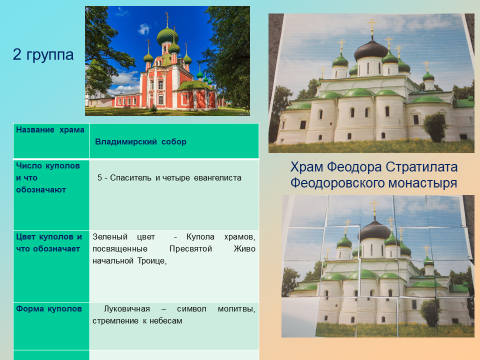 2 группа
Название храма
Владимирский собор
Число куполов
и что
обозначают
5 - Спаситель и четыре евангелиста
Цвет куполов и
что обозначает
Зеленый цвет - Купола храмов,
посвященные Пресвятой Живо
начальной Троице,
Форма куполов
Луковичная – символ молитвы,
стремление к небесам
Храм Феодора Стратилата
Феодоровского монастыря